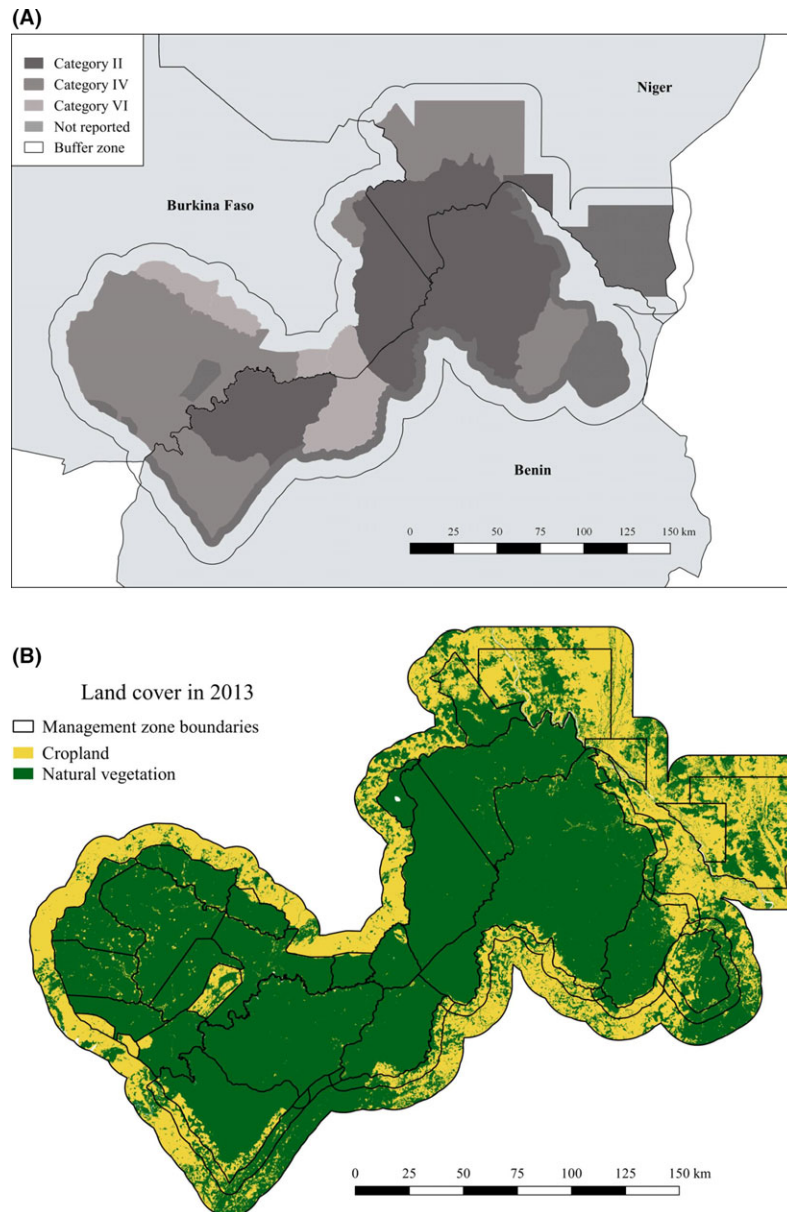 (A)
Category II
Category IV
Category VI
Not reported
Buffer zone
Niger
Burkina Faso
Benin
0 25 50 75 100 125 150 km
(B)
Land cover in 2013
Management zone boundaries
Cropland
Natural vegetation
0 25 50 75 100 125 150 km